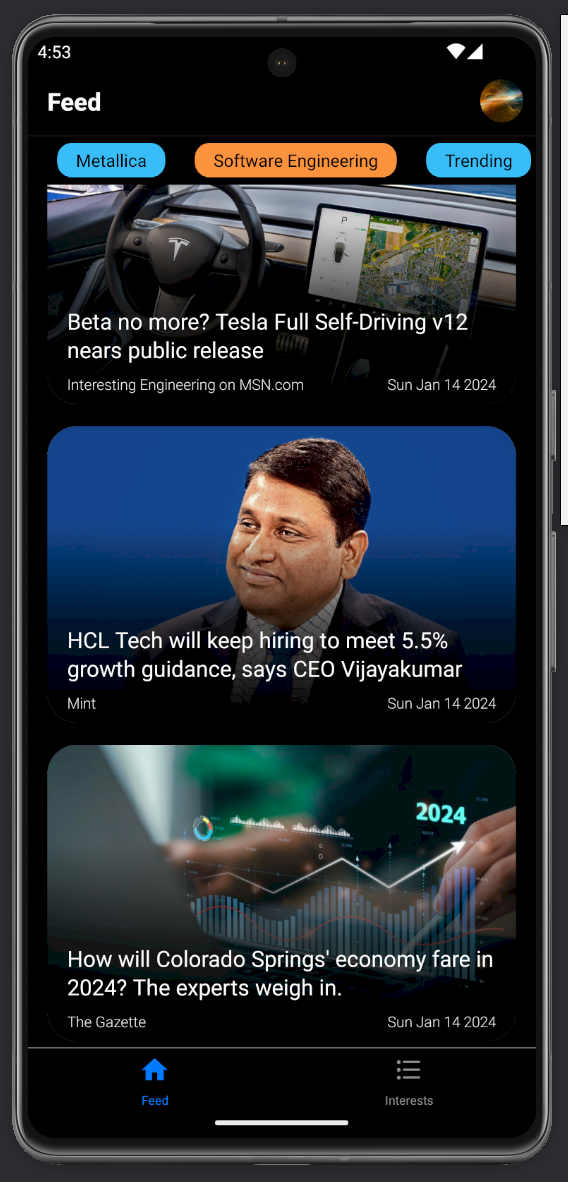 4:53
Feed
Metallica
Software Engineering
Trending
P
Beta no more? Tesla Full Self-Driving v12
nears public release
Interesting Engineering on MSN.com
Sun Jan 14 2024
HCL Tech will keep hiring to meet 5.5%
growth guidance, says CEO Vijayakumar
Mint
Sun Jan 14 2024
2024
How will Colorado Springs' economy fare in
2024? The experts weigh in.
The Gazette
Sun Jan 14 2024
Feed
Interests